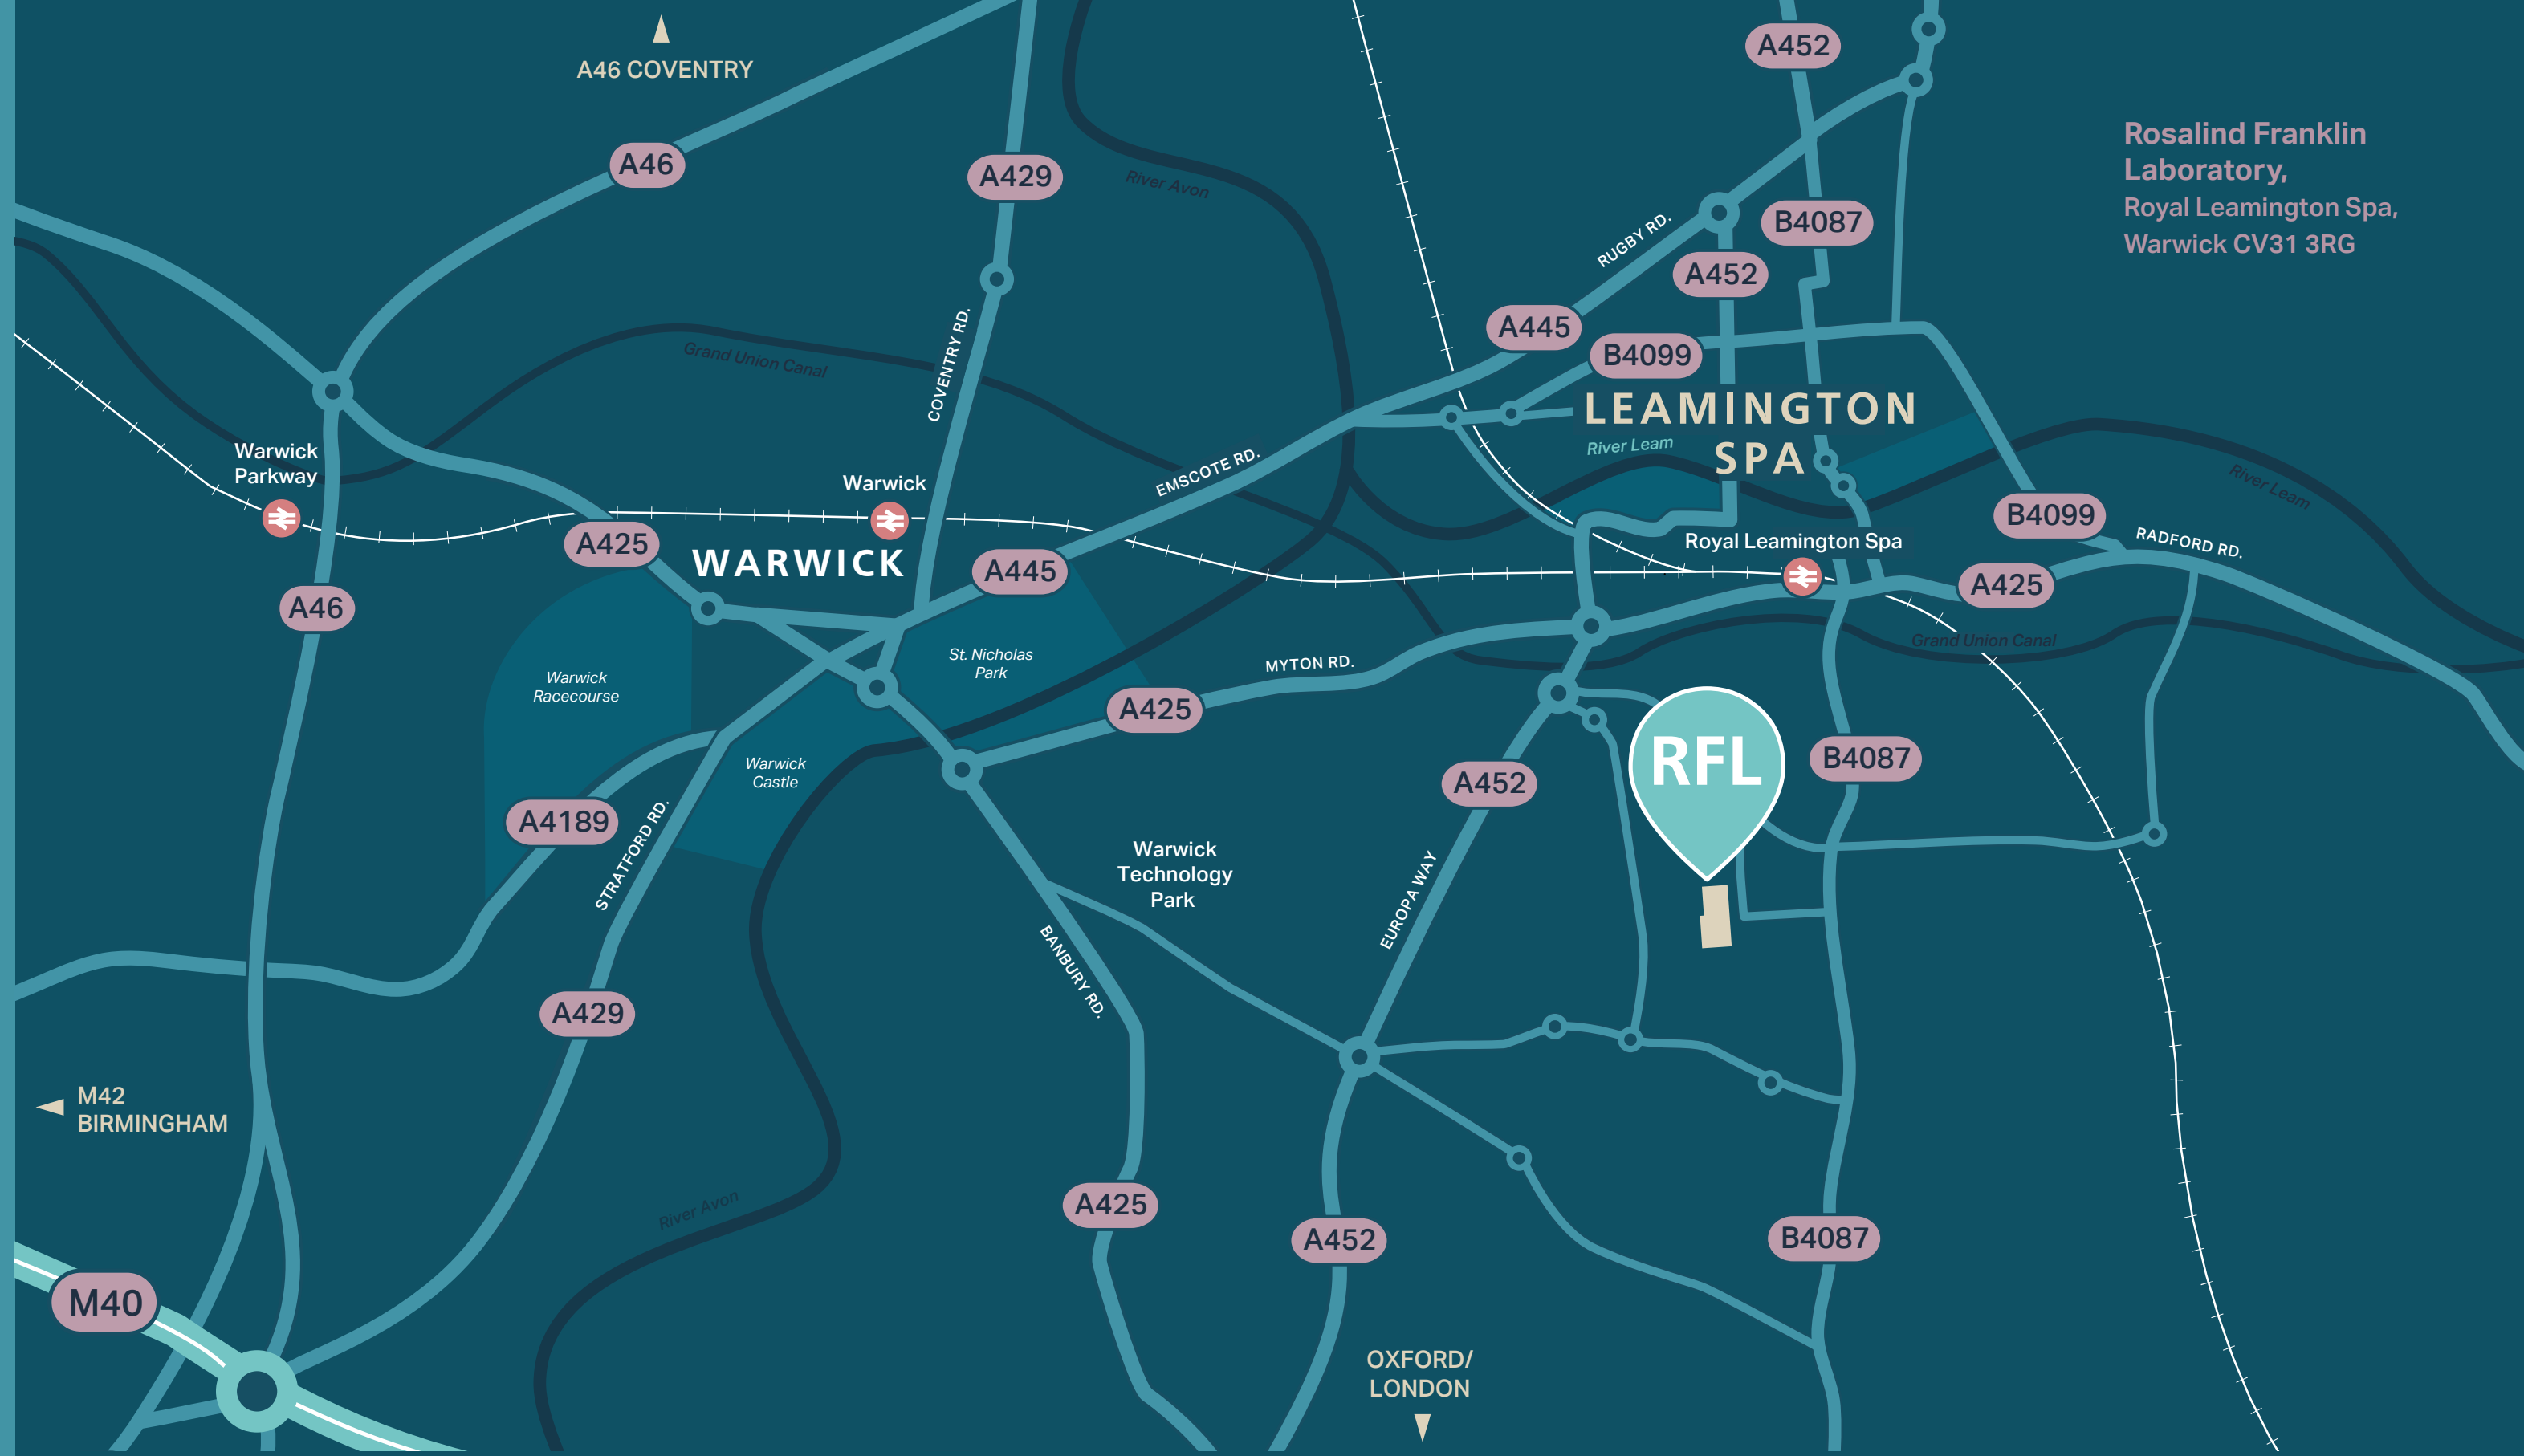 A46 COVENTRY
A46
A429
River Avon
A452
Rosalind Franklin
Laboratory,
Royal Leamington Spa,
Warwick CV31 3RG
RUGBY RD.
B4087
A452
A445
B4099
Grand Union Canal
COVENTRY RD.
LEAMINGTON
SPA
River Leam
River Leam
Warwick
Parkway
Warwick
EMSCOTE RD.
A425
WARWICK
A445
Royal Leamington Spa
B4099
RADFORD RD.
A425
A46
Grand Union Canal
Warwick
Racecourse
St. Nicholas
Park
MYTON RD.
A425
RFL
B4087
Warwick
Castle
A452
A4189
STRATFORD RD.
Warwick
Technology
Park
EUROPA WAY
BANBURY RD.
A429
M42
BIRMINGHAM
River Avon
A425
A452
B4087
M40
OXFORD/
LONDON